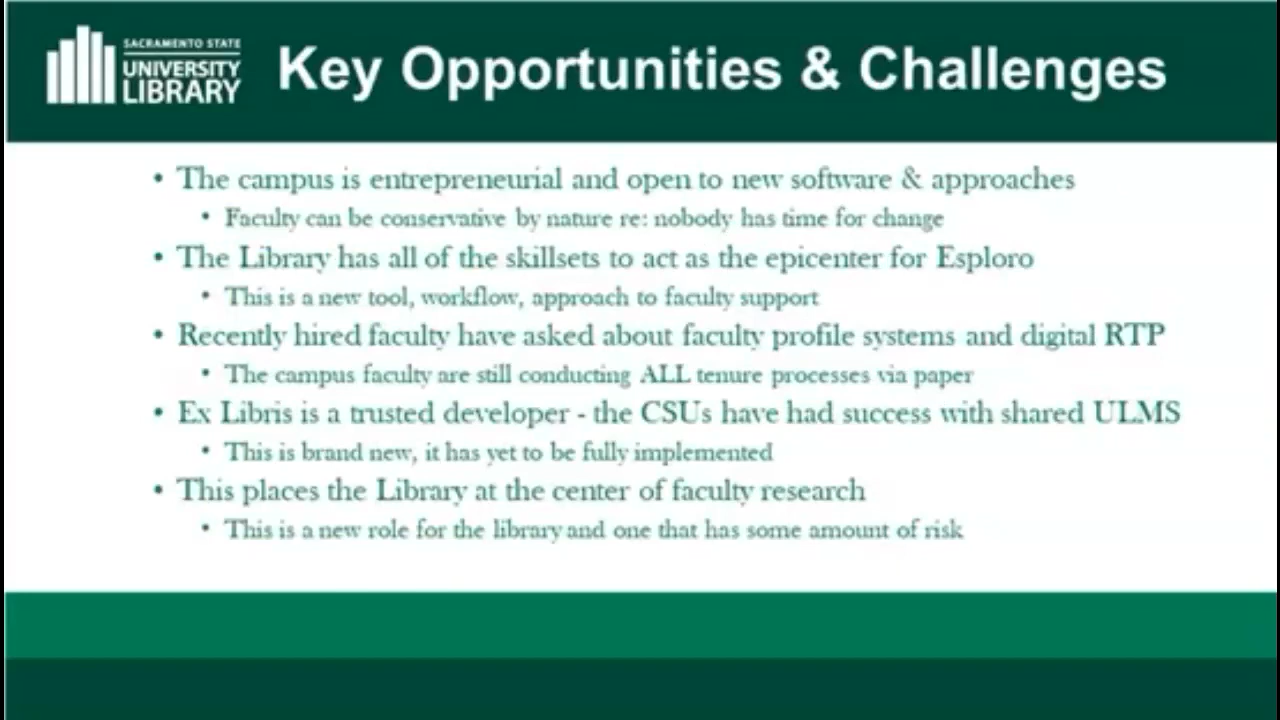 SACRAMENTO STATE
UNIVERSITY
LIBRARY
Key Opportunities & Challenges
• The campus is entrepreneurial and open to new software & approaches
• Faculty can be conservative by nature re: nobody has time for change
• The Library has all of the skillsets to act as the epicenter for Esploro
• This is a new tool, workflow, approach to faculty support
• Recently hired faculty have asked about faculty profile systems and digital RTP
• The campus faculty are still conducting ALL tenure processes via paper
• Ex Libris is a trusted developer - the CSUs have had success with shared ULMS
• This is brand new, it has yet to be fully implemented
• This places the Library at the center of faculty research
• This is a new role for the library and one that has some amount of risk